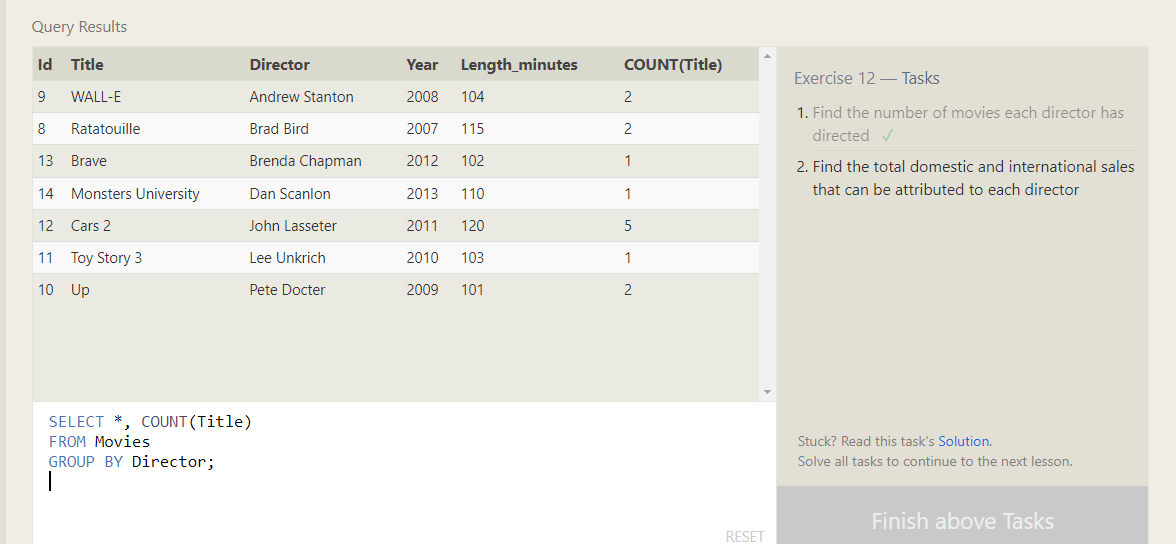 Query Results
Id Title Director Year Length_minutes COUNT(Title)
9 WALL-E Andrew Stanton 2008 104 2
8 Ratatouille Brad Bird 2007 115 2
13 Brave Brenda Chapman 2012 102 1
14 Monsters University Dan Scanlon 2013 110 1
12 Cars 2 John Lasseter 2011 120 5
11 Toy Story 3 Lee Unkrich 2010 103 1
10 Up Pete Docter 2009 101 2
SELECT *, COUNT(Title)
FROM Movies
GROUP BY Director;
RESET
Exercise 12 — Tasks
1. Find the number of movies each director has
directed ✓
2. Find the total domestic and international sales
that can be attributed to each director
Stuck? Read this task's Solution.
Solve all tasks to continue to the next lesson.
Finish above Tasks